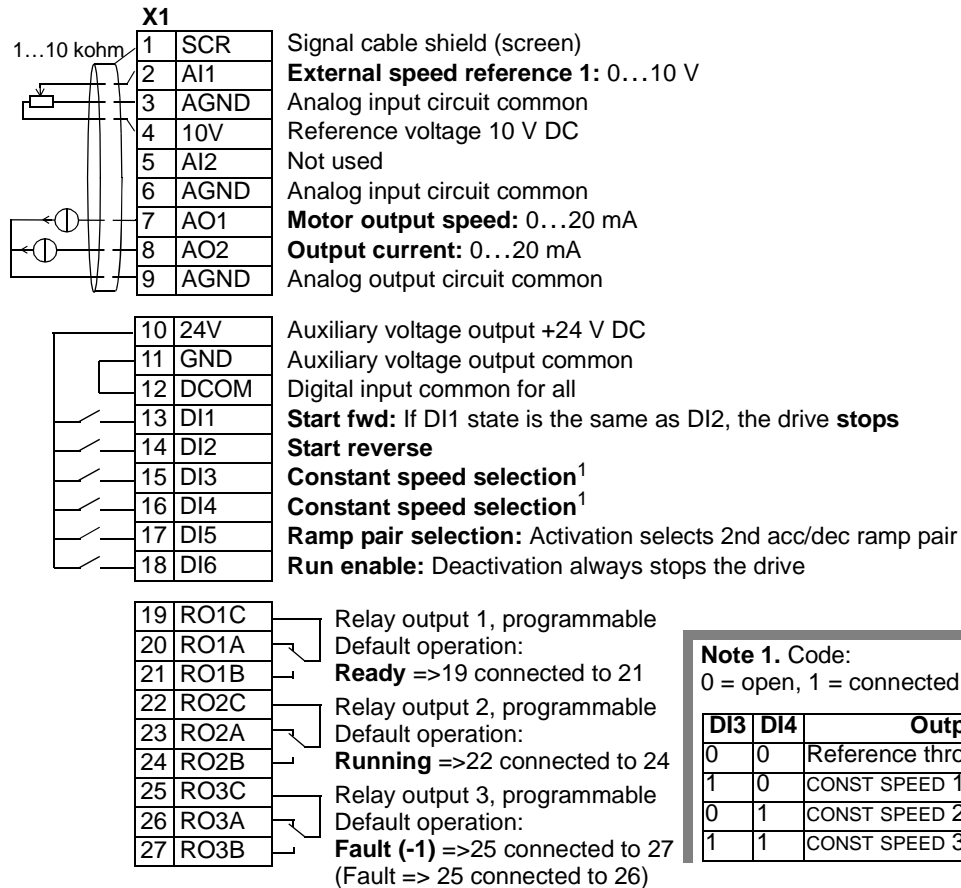 X1
1…10 kohm
1 SCR Signal cable shield (screen)
2 AI1 External speed reference 1: 0…10 V
3 AGND Analog input circuit common
4 10V Reference voltage 10 V DC
5 AI2 Not used
6 AGND Analog input circuit common
7 AO1 Motor output speed: 0…20 mA
8 AO2 Output current: 0…20 mA
9 AGND Analog output circuit common
10 24V Auxiliary voltage output +24 V DC
11 GND Auxiliary voltage output common
12 DCOM Digital input common for all
13 DI1 Start fwd: If DI1 state is the same as DI2, the drive stops
14 DI2 Start reverse
15 DI3 Constant speed selection1
16 DI4 Constant speed selection1
17 DI5 Ramp pair selection: Activation selects 2nd acc/dec ramp pair
18 DI6 Run enable: Deactivation always stops the drive
19 RO1C Relay output 1, programmable
20 RO1A Default operation:
21 RO1B Ready =>19 connected to 21
22 RO2C Relay output 2, programmable
23 RO2A Default operation:
24 RO2B Running =>22 connected to 24
25 RO3C Relay output 3, programmable
26 RO3A Default operation:
27 RO3B Fault (-1) =>25 connected to 27
(Fault => 25 connected to 26)
Note 1. Code:
0 = open, 1 = connected
DI3 DI4 Outp
0 0 Reference thro
1 0 CONST SPEED 1
0 1 CONST SPEED 2
1 1 CONST SPEED 3